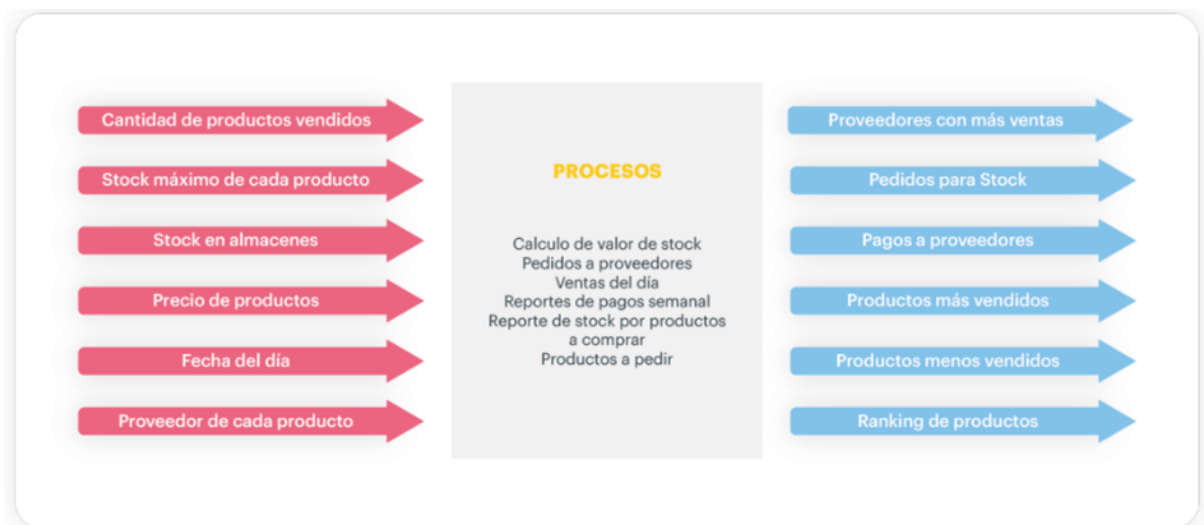 Cantidad de productos vendidos
Stock máximo de cada producto
Stock en almacenes
Precio de productos
Fecha del día
Proveedor de cada producto
PROCESOS
Calculo de valor de stock
Pedidos a proveedores
Ventas del día
Reportes de pagos semanal
Reporte de stock por productos
a comprar
Productos a pedir
Proveedores con más ventas
Pedidos para Stock
Pagos a proveedores
Productos más vendidos
Productos menos vendidos
Ranking de productos